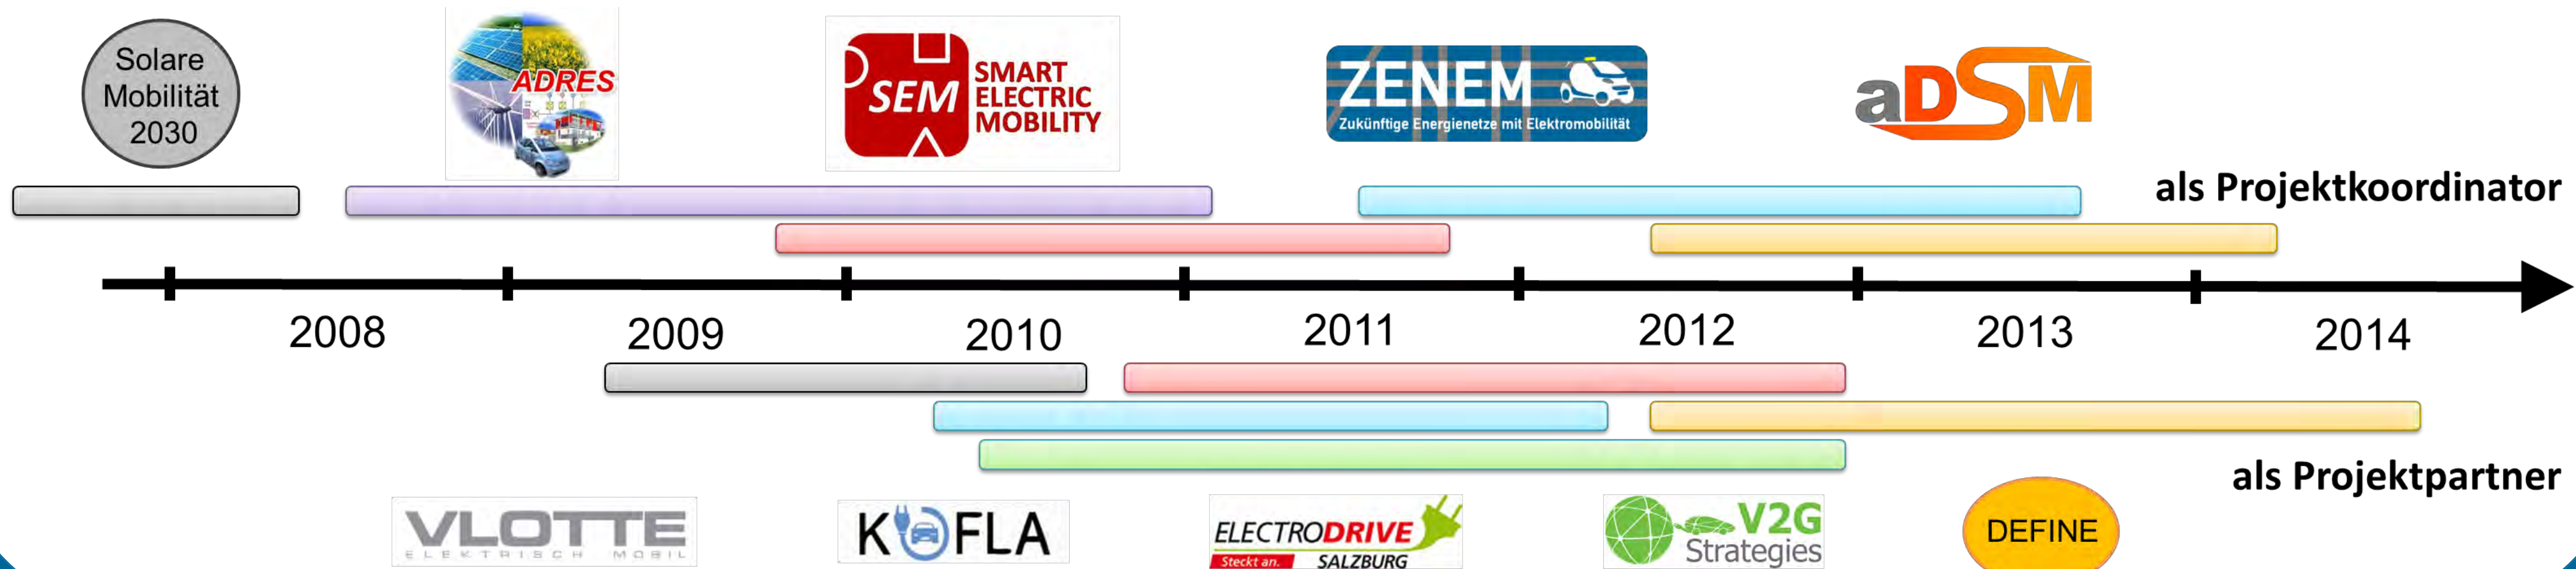 Solare
Mobilität
2030
ADRES
SEM
SMART
ELECTRIC
MOBILITY
ZENEM
Zukünftige Energienetze mit Elektromobilität
aDSM
als Projektkoordinator
2008
2009
2010
2011
2012
2013
2014
als Projektpartner
VLOTTE
ELEKTRISCH MOBIL
KOFLA
ELECTRODRIVE
Steckt an.
SALZBURG
V2G
Strategies
DEFINE